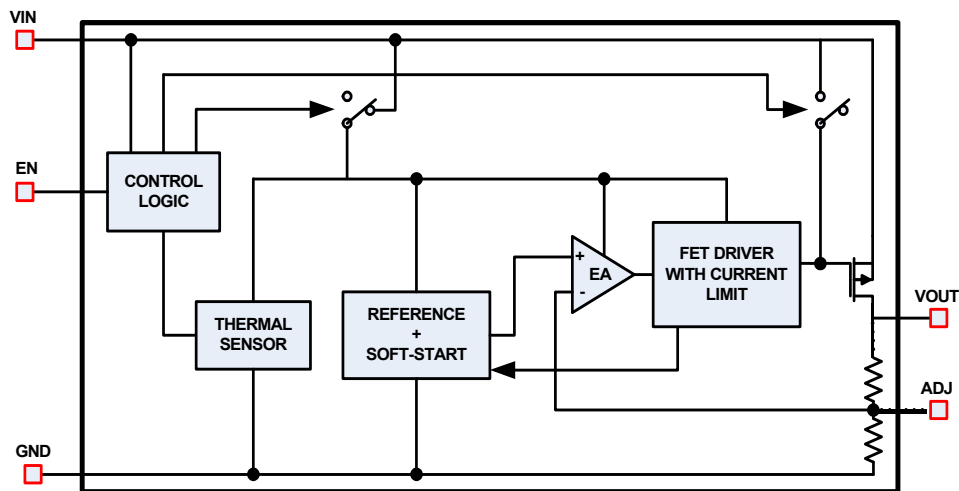 VIN
EN
CONTROL
LOGIC
+
EA
-
FET DRIVER
WITH CURRENT
LIMIT
THERMAL
SENSOR
REFERENCE
+
SOFT-START
VOUT
ADJ
GND